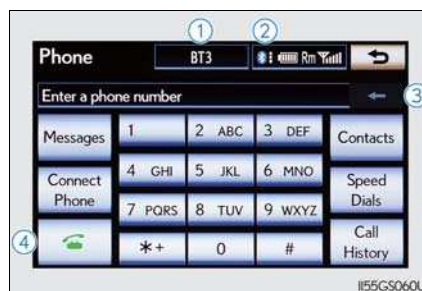 1 2
Phone BT3 Rm
Enter a phone number 3
Messages 1 2 ABC 3 DEF Contacts
Connect Phone 4 GHI 5 JKL 6 MNO Speed Dials
7 PQRS 8 TUV 9 WXYZ
4 *+ 0 # Call History
II55GS060U